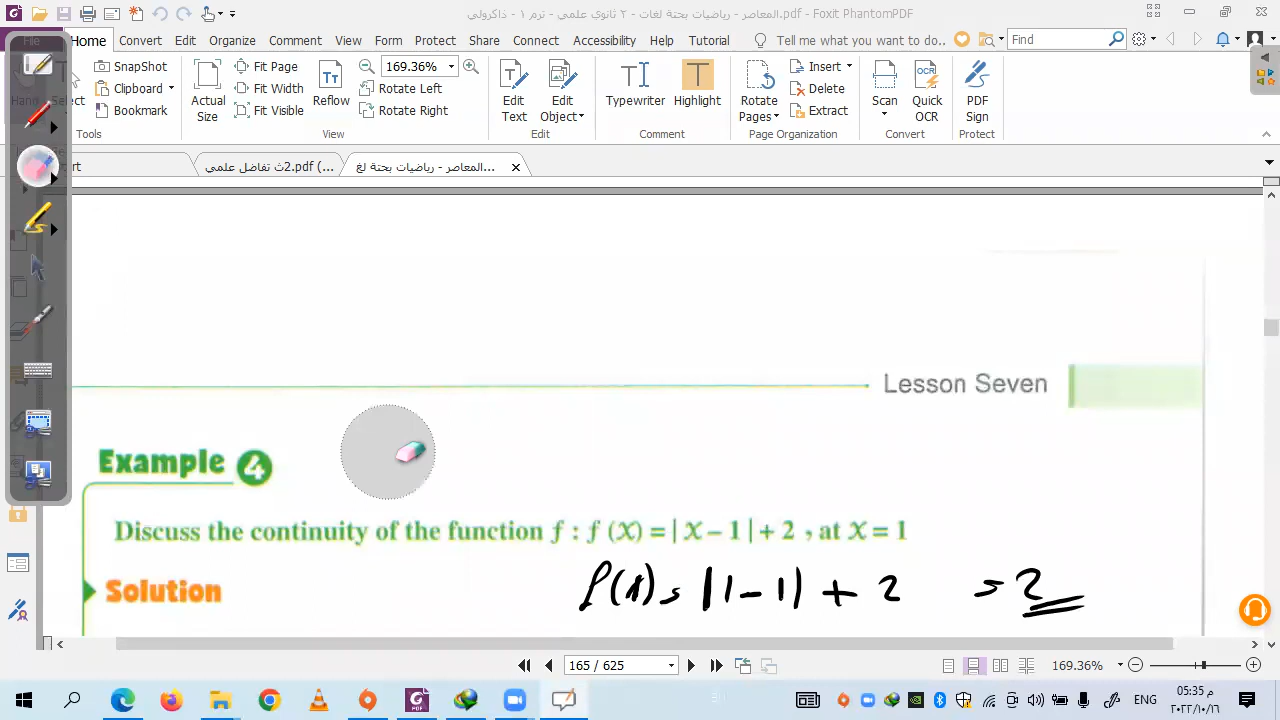 المعاصر - رياضيات بحتة لغات - ٢ ثانوي علمي - ترم ١ - ذاكرولي.pdf - Foxit PhantomPDF
File Home Convert Edit Organize Comment View Form Protect Share Connect Accessibility Help Tutorial Tell me what you want to do.. Find
Hand Select SnapShot Clipboard Bookmark Actual Size Fit Page Fit Width Fit Visible Reflow 169.36% Rotate Left Rotate Right Edit Text Edit Object Typewriter Highlight Rotate Pages Insert Delete Extract Scan Quick OCR PDF Sign
Tools View Edit Comment Page Organization Convert Protect
2ث تفاضل علمي.pdf (... المعاصر - رياضيات بحتة لغ...
Lesson Seven
Example 4
Discuss the continuity of the function f : f (X) = | X – 1 | + 2 , at X = 1
Solution
= |1-1| + 2 = 2
165 / 625 169.36%
ENG 05:35 م
٢٠٢٢/١٠/١٦